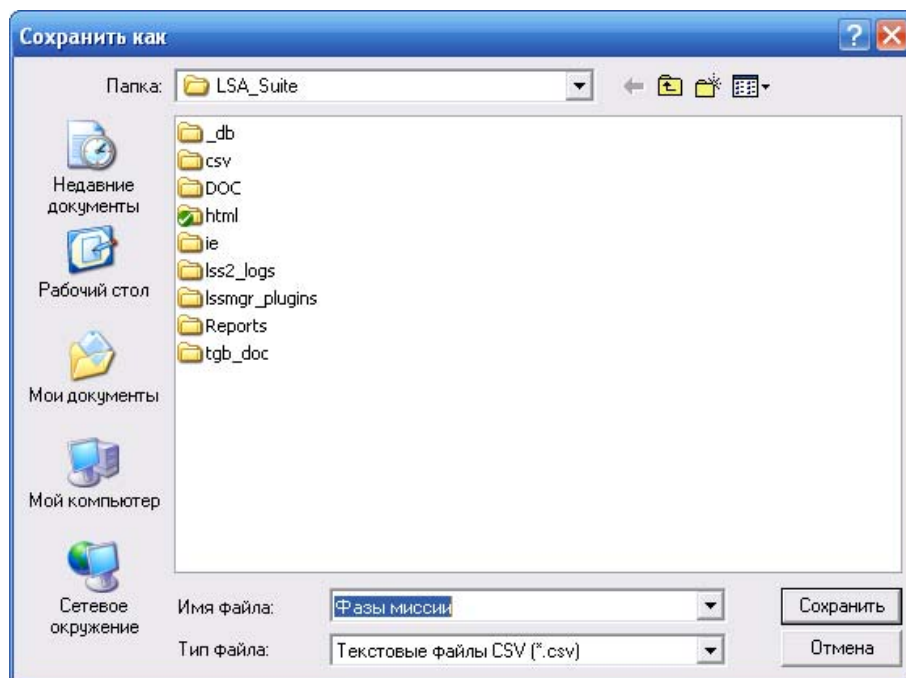 Сохранить как
Папка:
LSA_Suite
Недавние
документы
Рабочий стол
Мои документы
Мой компьютер
Сетевое
окружение
_db
csv
DOC
html
ie
lss2_logs
lssmgr_plugins
Reports
tgb_doc
Имя файла:
Фазы миссии
Сохранить
Тип файла:
Текстовые файлы CSV (*.csv)
Отмена